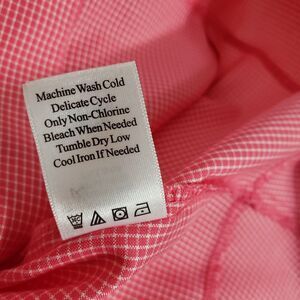 Machine Wash Cold
Delicate Cycle
Only Non-Chlorine
Bleach When Needed
Tumble Dry Low
Cool Iron If Needed